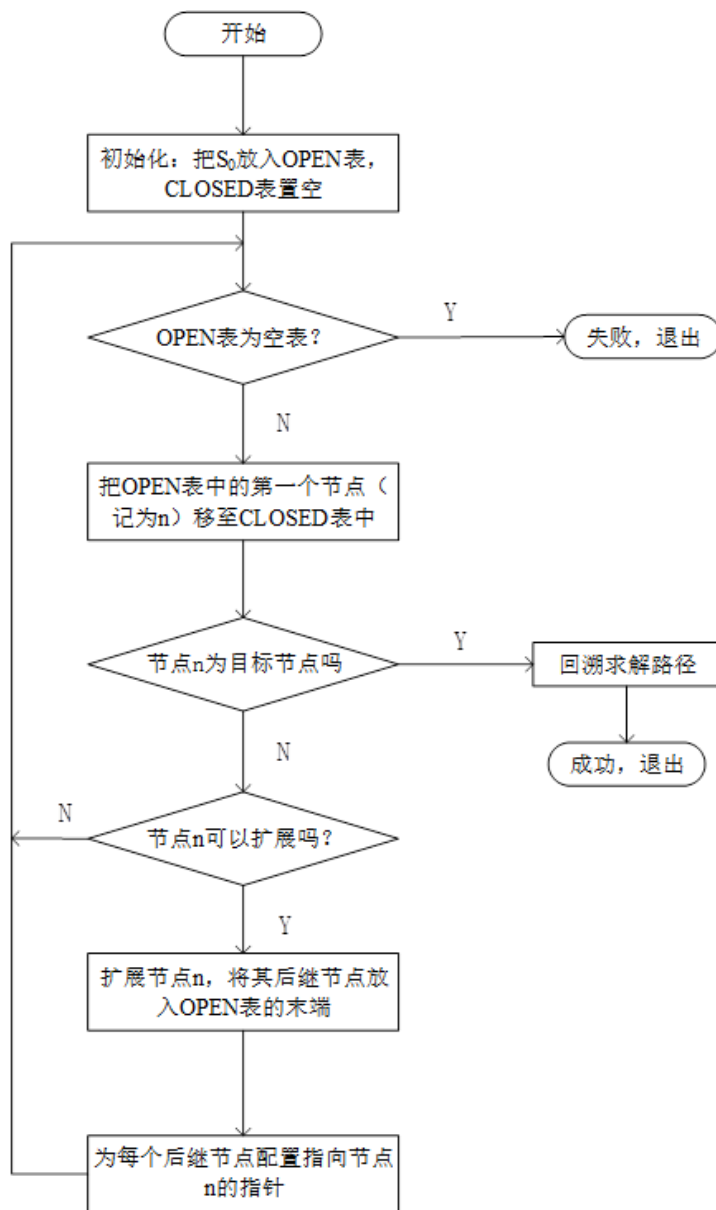 开始
初始化：把S₀放入OPEN表，
CLOSED表置空
OPEN表为空表？
Y
失败，退出
N
把OPEN表中的第一个节点（
记为n）移至CLOSED表中
节点n为目标节点吗
Y
回溯求解路径
成功，退出
N
节点n可以扩展吗？
N
Y
扩展节点n，将其后继节点放
入OPEN表的末端
为每个后继节点配置指向节点
n的指针